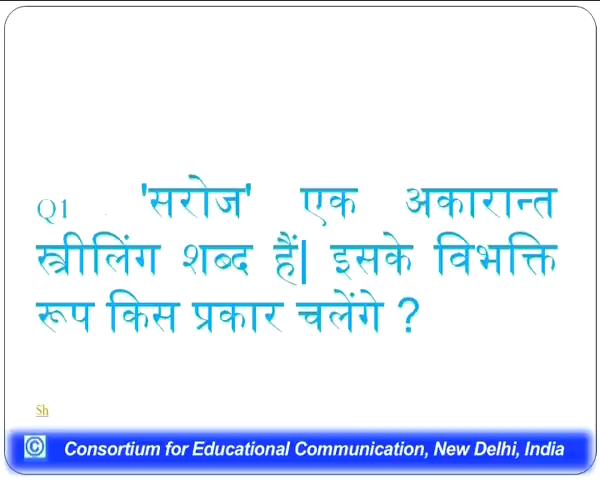 Q1 'सरोज' एक अकारान्त
स्त्रीलिंग शब्द हैं| इसके विभक्ति
रूप किस प्रकार चलेंगे ?
Sh
© Consortium for Educational Communication, New Delhi, India